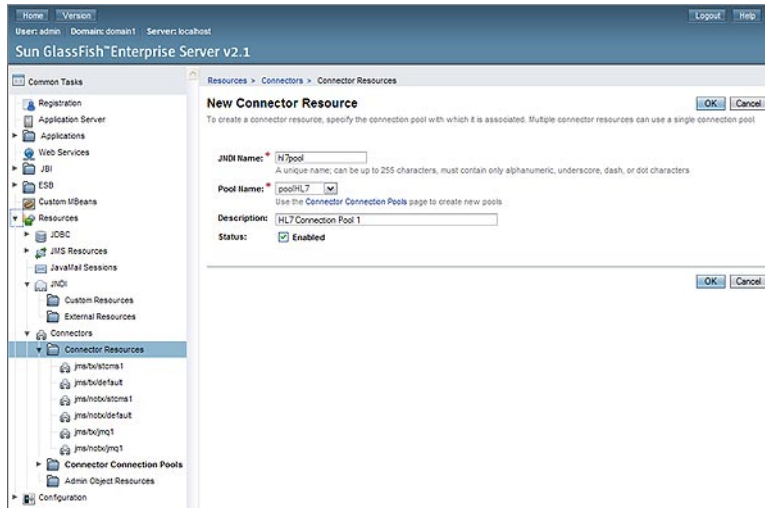 Home Version Logout Help
User: admin Domain: domain1 Server: localhost
Sun GlassFish™ Enterprise Server v2.1
Common Tasks
Registration
Application Server
Applications
Web Services
JBI
ESB
Custom MBeans
Resources
JDBC
JMS Resources
JavaMail Sessions
JNDI
Custom Resources
External Resources
Connectors
Connector Resources
jms/tx/stcms1
jms/tx/default
jms/notx/stcms1
jms/notx/default
jms/tx/jmq1
jms/notx/jmq1
Connector Connection Pools
Admin Object Resources
Configuration
Resources > Connectors > Connector Resources
New Connector Resource
OK Cancel
To create a connector resource, specify the connection pool with which it is associated. Multiple connector resources can use a single connection pool
JNDI Name: * hl7pool
A unique name; can be up to 255 characters, must contain only alphanumeric, underscore, dash, or dot characters
Pool Name: * poolHL7
Use the Connector Connection Pools page to create new pools
Description: HL7 Connection Pool 1
Status: Enabled
OK Cancel